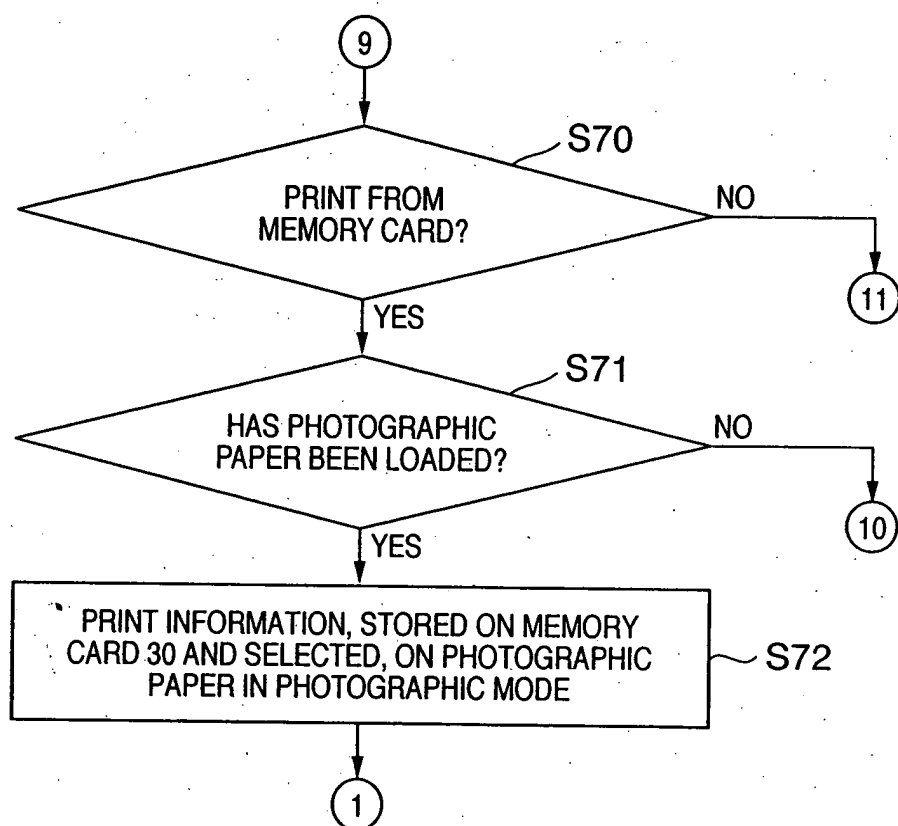 9
S70
PRINT FROM
MEMORY CARD?
NO
11
YES
S71
HAS PHOTOGRAPHIC
PAPER BEEN LOADED?
NO
10
YES
PRINT INFORMATION, STORED ON MEMORY
CARD 30 AND SELECTED, ON PHOTOGRAPHIC
PAPER IN PHOTOGRAPHIC MODE
S72
1